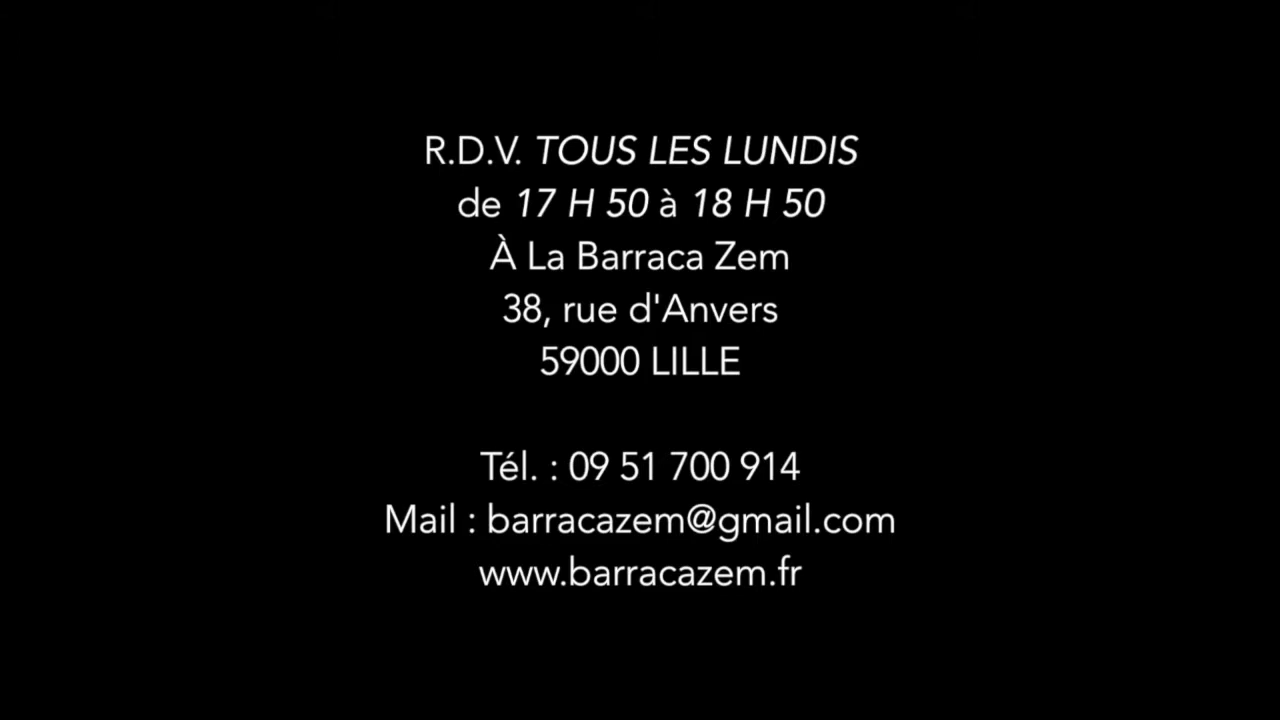 R.D.V. TOUS LES LUNDIS
de 17 H 50 à 18 H 50
À La Barraca Zem
38, rue d'Anvers
59000 LILLE
Tél. : 09 51 700 914
Mail : barracazem@gmail.com
www.barracazem.fr